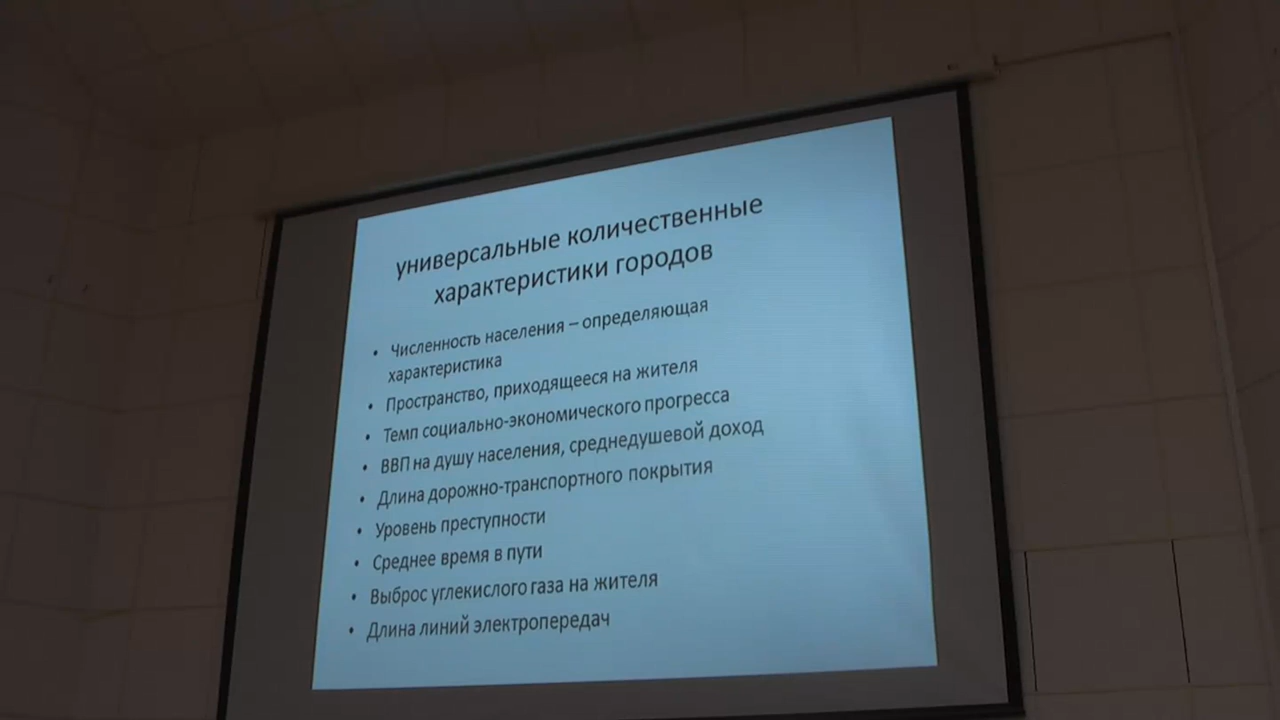 универсальные количественные
характеристики городов
• Численность населения – определяющая
характеристика
• Пространство, приходящееся на жителя
• Темп социально-экономического прогресса
• ВВП на душу населения, среднедушевой доход
• Длина дорожно-транспортного покрытия
• Уровень преступности
• Среднее время в пути
• Выброс углекислого газа на жителя
• Длина линий электропередач